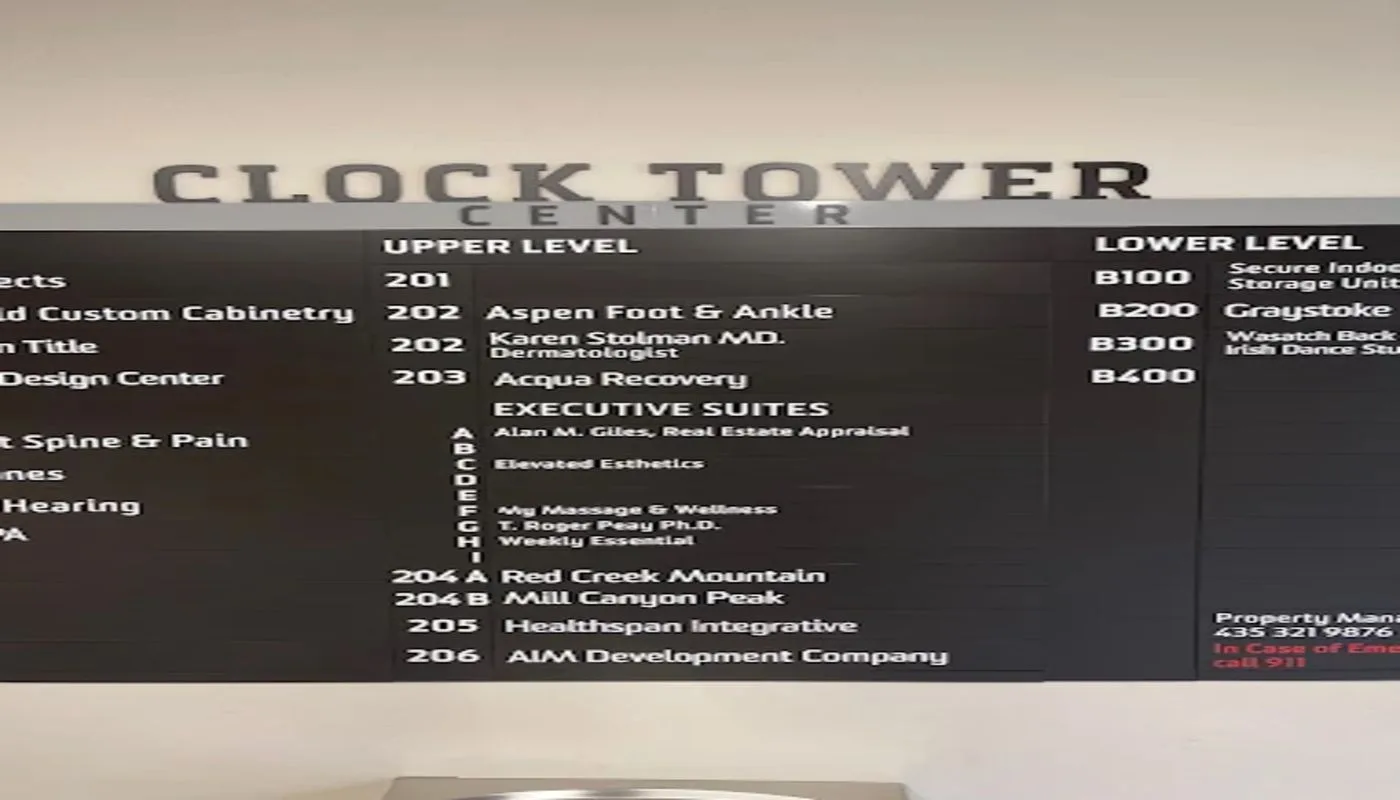 CLOCK TOWER
CENTER
ects
ld Custom Cabinetry
n Title
Design Center
t Spine & Pain
nes
Hearing
PA
UPPER LEVEL
201
202 Aspen Foot & Ankle
202 Karen Stolman MD.
Dermatologist
203 Acqua Recovery
EXECUTIVE SUITES
A Alan M. Giles, Real Estate Appraisal
B
C Elevated Esthetics
D
E
F My Massage & Wellness
G T. Roger Peay Ph.D.
H Weekly Essential
I
204 A Red Creek Mountain
204 B Mill Canyon Peak
205 Healthspan Integrative
206 AIM Development Company
LOWER LEVEL
B100 Secure Indoo
Storage Unit
B200 Graystoke
B300 Wasatch Back
Irish Dance Stu
B400
Property Mana
435 321 9876
In Case of Eme
call 911